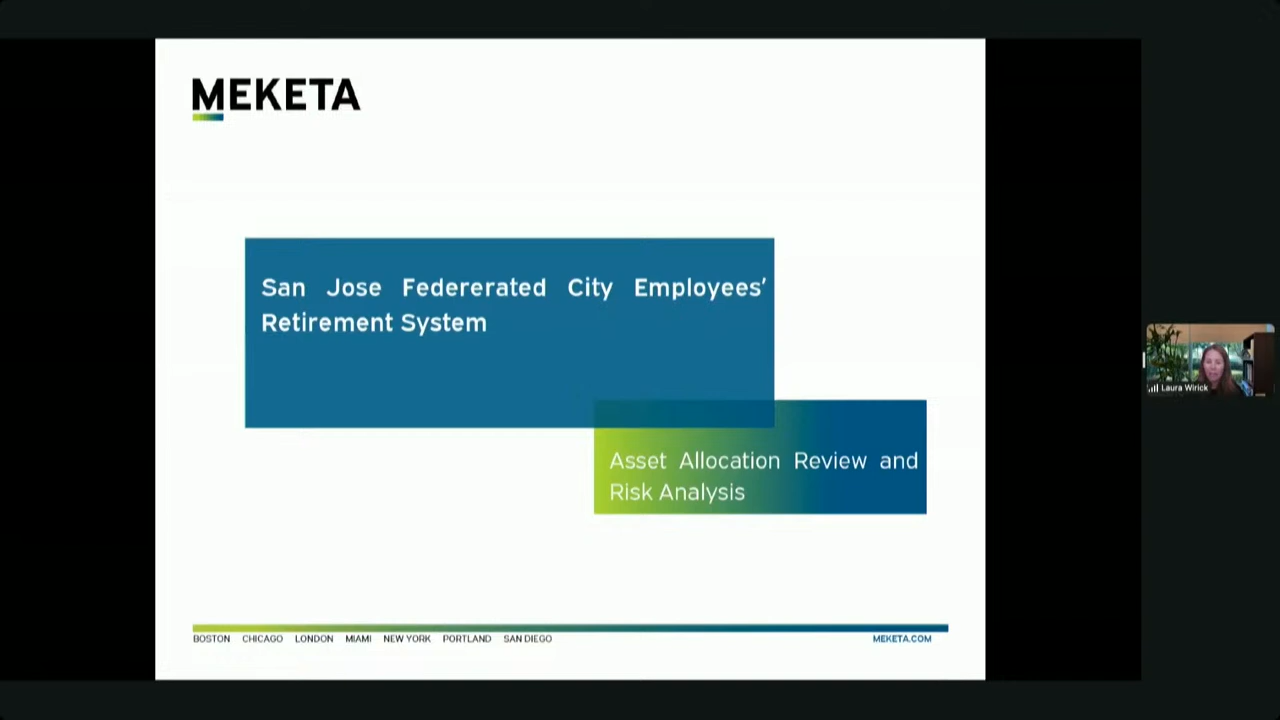 MEKETA
San Jose Federerated City Employees’
Retirement System
Asset Allocation Review and
Risk Analysis
Laura Wirick
BOSTON CHICAGO LONDON MIAMI NEW YORK PORTLAND SAN DIEGO
MEKETA.COM